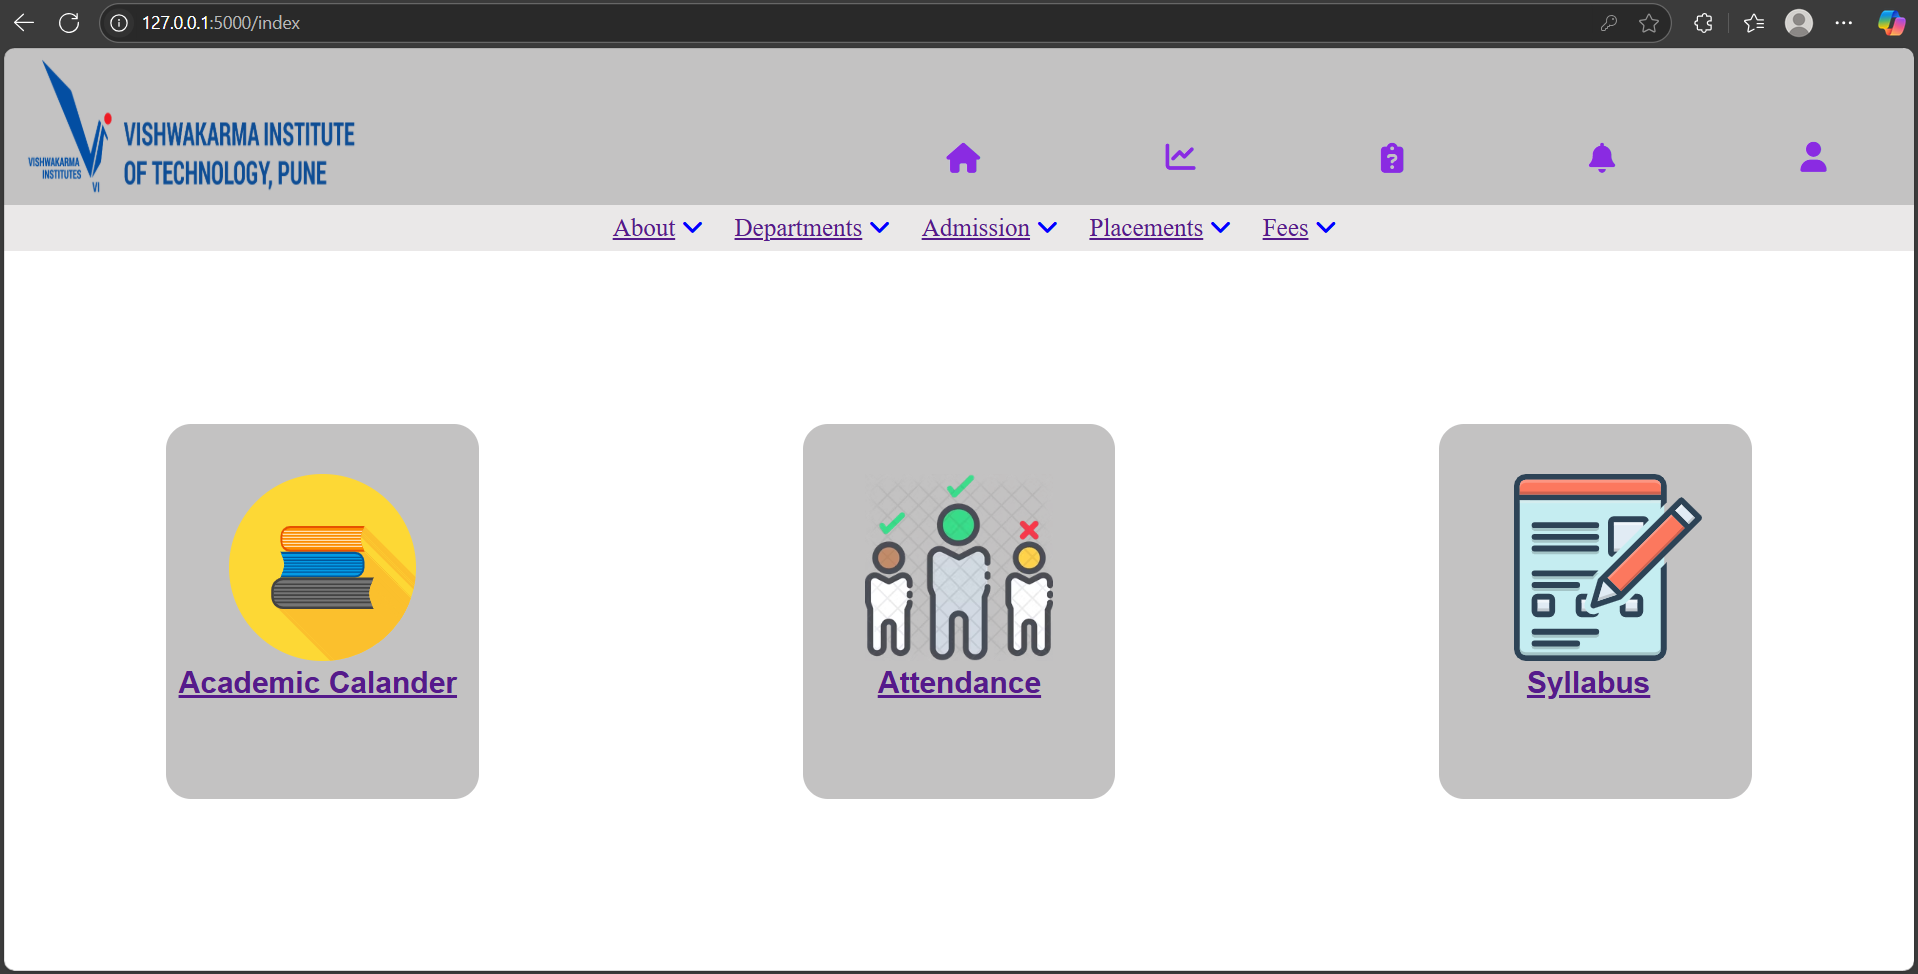 127.0.0.1:5000/index
VISHWAKARMA
INSTITUTES
VI
VISHWAKARMA INSTITUTE
OF TECHNOLOGY, PUNE
About
Departments
Admission
Placements
Fees
Academic Calander
Attendance
Syllabus